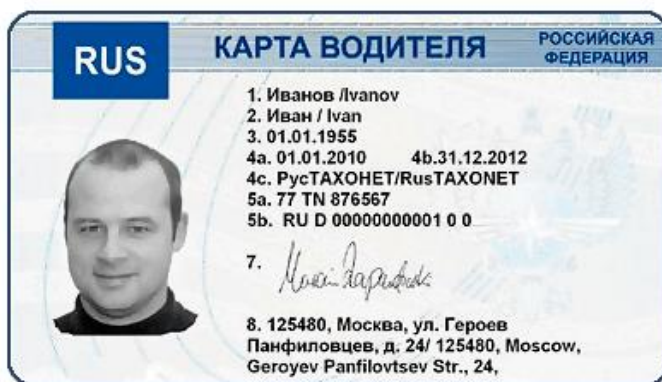 RUS
КАРТА ВОДИТЕЛЯ
РОССИЙСКАЯ
ФЕДЕРАЦИЯ
1. Иванов /Ivanov
2. Иван / Ivan
3. 01.01.1955
4a. 01.01.2010 4b.31.12.2012
4c. РусТАХОНЕТ/RusTAXONET
5a. 77 TN 876567
5b. RU D 00000000001 0 0
7.
8. 125480, Москва, ул. Героев
Панфиловцев, д. 24/ 125480, Moscow,
Geroyev Panfilovtsev Str., 24,